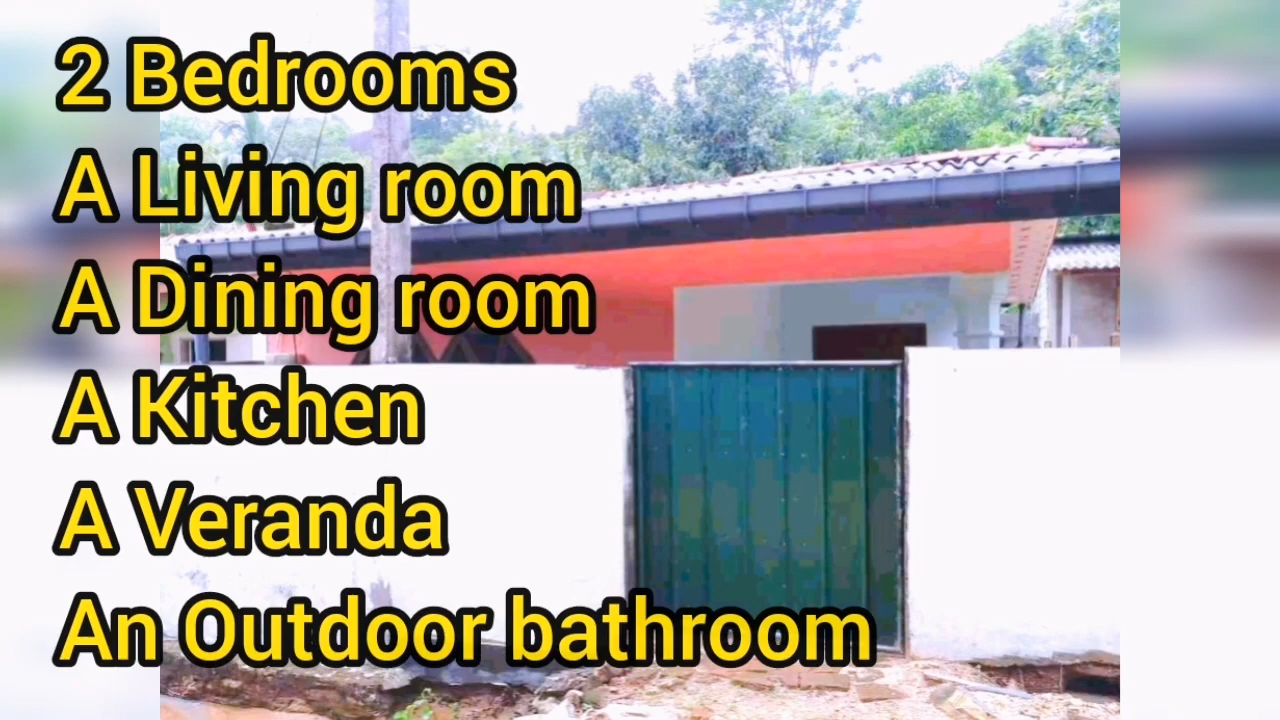 2 Bedrooms
A Living room
A Dining room
A Kitchen
A Veranda
An Outdoor bathroom